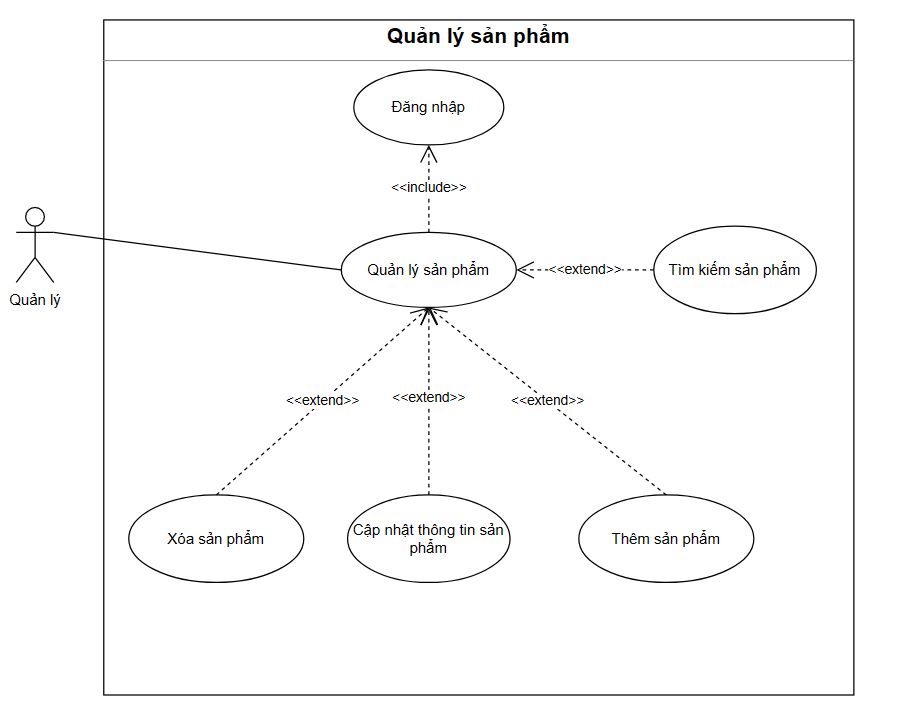 Quản lý sản phẩm
Đăng nhập
<<include>>
Quản lý sản phẩm
<<extend>>
Tìm kiếm sản phẩm
Quản lý
<<extend>>
<<extend>>
<<extend>>
Xóa sản phẩm
Cập nhật thông tin sản
phẩm
Thêm sản phẩm